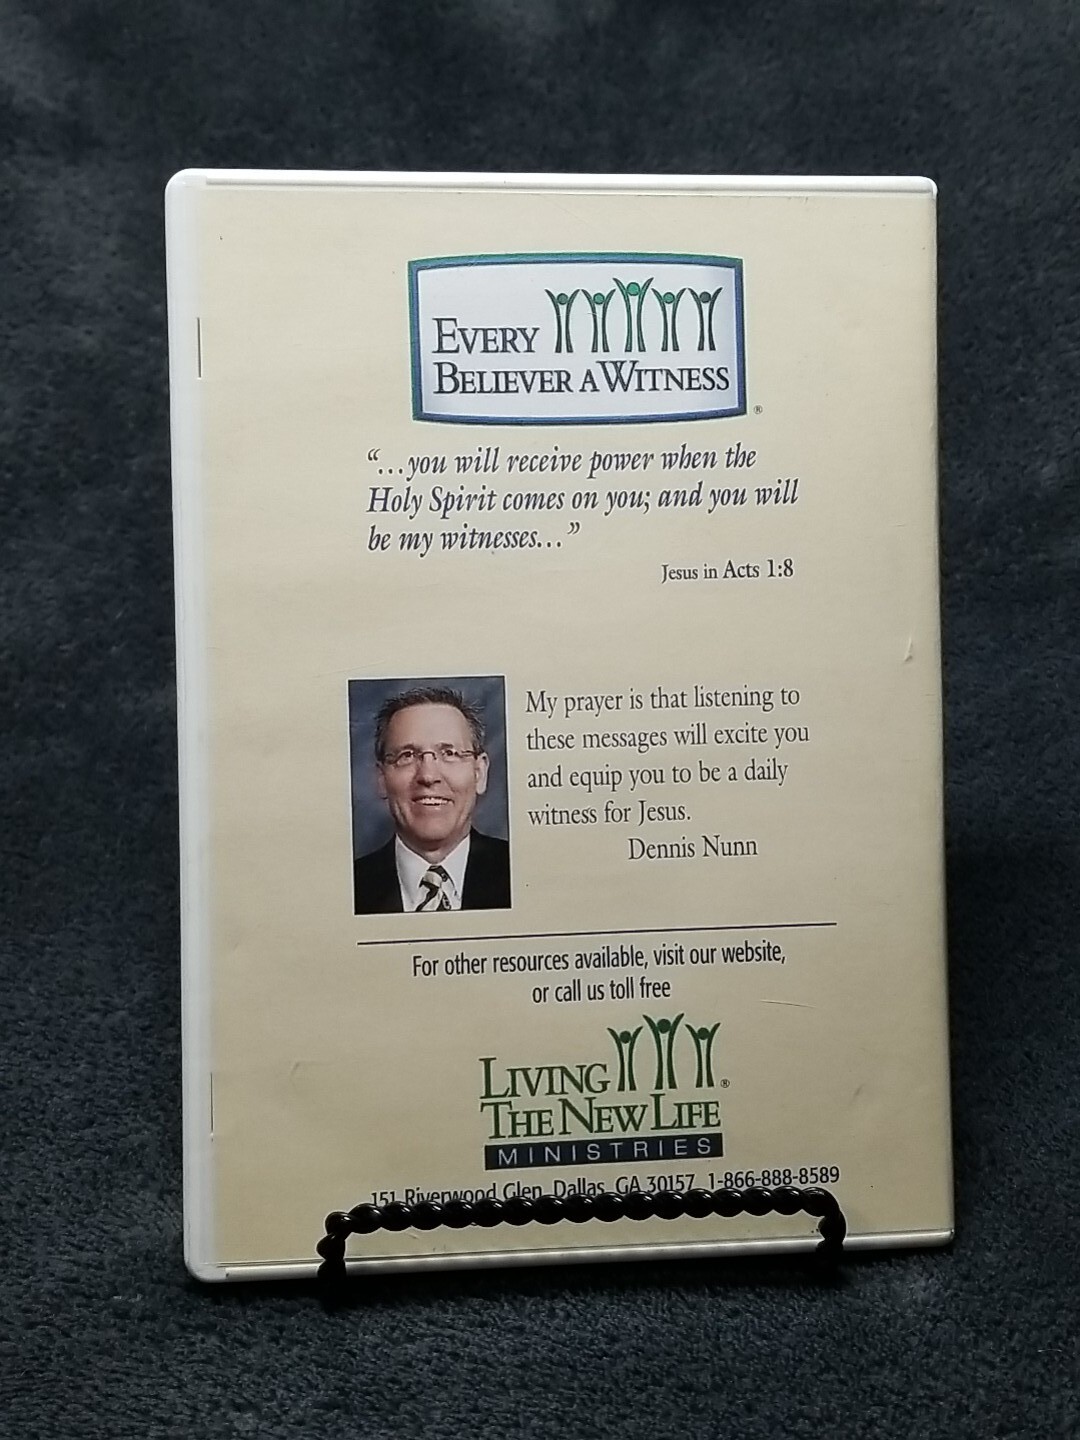 EVERY
BELIEVER A WITNESS
®
“...you will receive power when the
Holy Spirit comes on you; and you will
be my witnesses...”
Jesus in Acts 1:8
My prayer is that listening to
these messages will excite you
and equip you to be a daily
witness for Jesus.
Dennis Nunn
For other resources available, visit our website,
or call us toll free
LIVING
®
THE NEW LIFE
MINISTRIES
151 Riverwood Glen, Dallas, GA 30157 1-866-888-8589